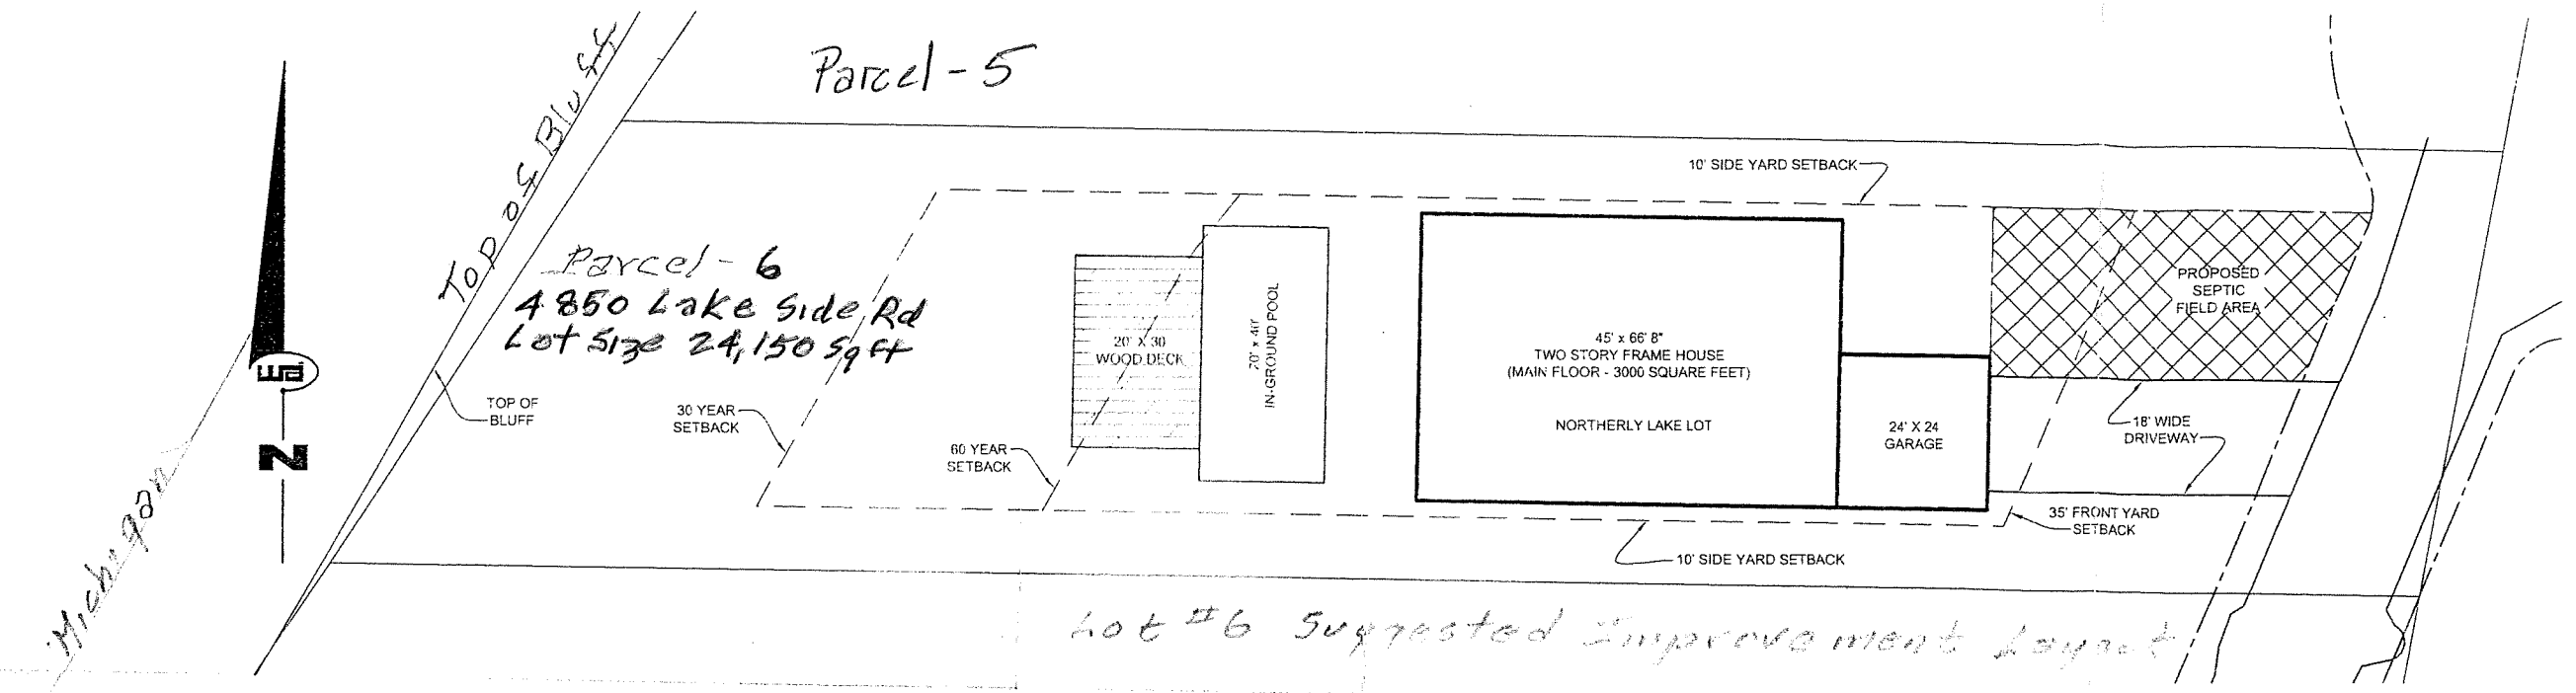 Parcel - 5
Top of Bluff
10' SIDE YARD SETBACK
Parcel - 6
4850 Lake Side Rd
Lot Size 24,150 Sq ft
PROPOSED
SEPTIC
FIELD AREA
20' X 30
WOOD DECK
20' x 40'
IN-GROUND POOL
45' x 66' 8"
TWO STORY FRAME HOUSE
(MAIN FLOOR - 3000 SQUARE FEET)
NORTHERLY LAKE LOT
24' X 24
GARAGE
18' WIDE
DRIVEWAY
TOP OF
BLUFF
30 YEAR
SETBACK
60 YEAR
SETBACK
N
35' FRONT YARD
SETBACK
10' SIDE YARD SETBACK
Michigan
Lot #6 Suggested Improvement Layout